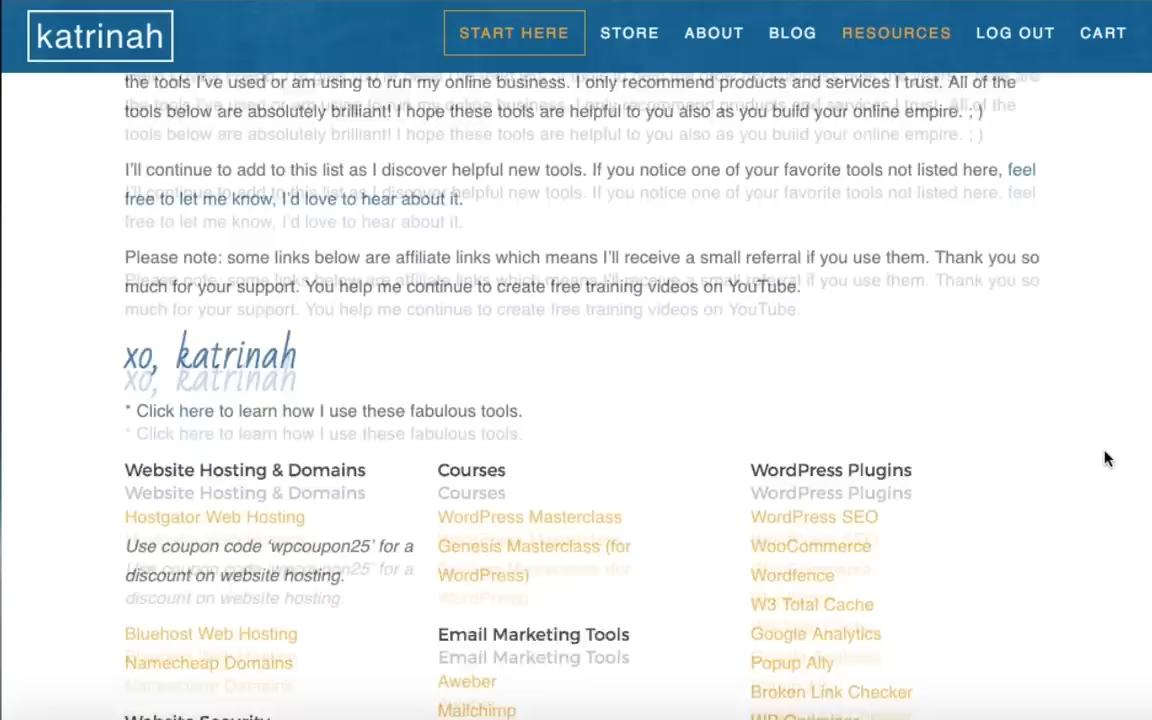 katrinah
START HERE STORE ABOUT BLOG RESOURCES LOG OUT CART
the tools I've used or am using to run my online business. I only recommend products and services I trust. All of the
tools below are absolutely brilliant! I hope these tools are helpful to you also as you build your online empire. ; )
I'll continue to add to this list as I discover helpful new tools. If you notice one of your favorite tools not listed here, feel
free to let me know, I'd love to hear about it.
Please note: some links below are affiliate links which means I'll receive a small referral if you use them. Thank you so
much for your support. You help me continue to create free training videos on YouTube.
xo, katrinah
* Click here to learn how I use these fabulous tools.
Website Hosting & Domains
Hostgator Web Hosting
Use coupon code ‘wpcoupon25’ for a
discount on website hosting.
Bluehost Web Hosting
Namecheap Domains
Website Security
Courses
WordPress Masterclass
Genesis Masterclass (for
WordPress)
Email Marketing Tools
Aweber
Mailchimp
WordPress Plugins
WordPress SEO
WooCommerce
Wordfence
W3 Total Cache
Google Analytics
Popup Ally
Broken Link Checker
WP Optimize